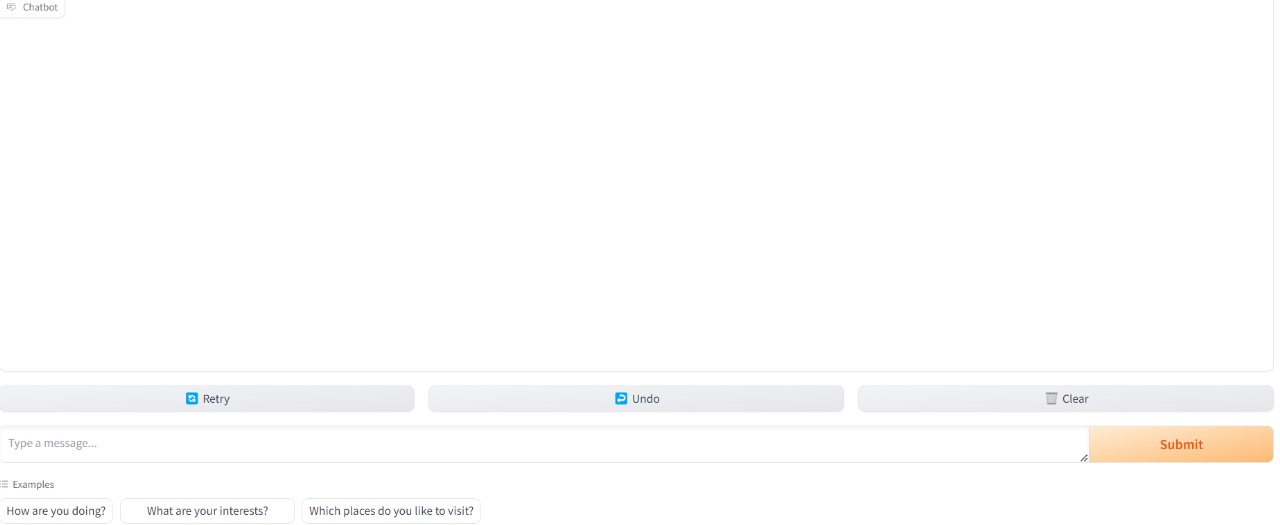 Chatbot
Retry Undo Clear
Type a message...
Submit
Examples
How are you doing? What are your interests? Which places do you like to visit?